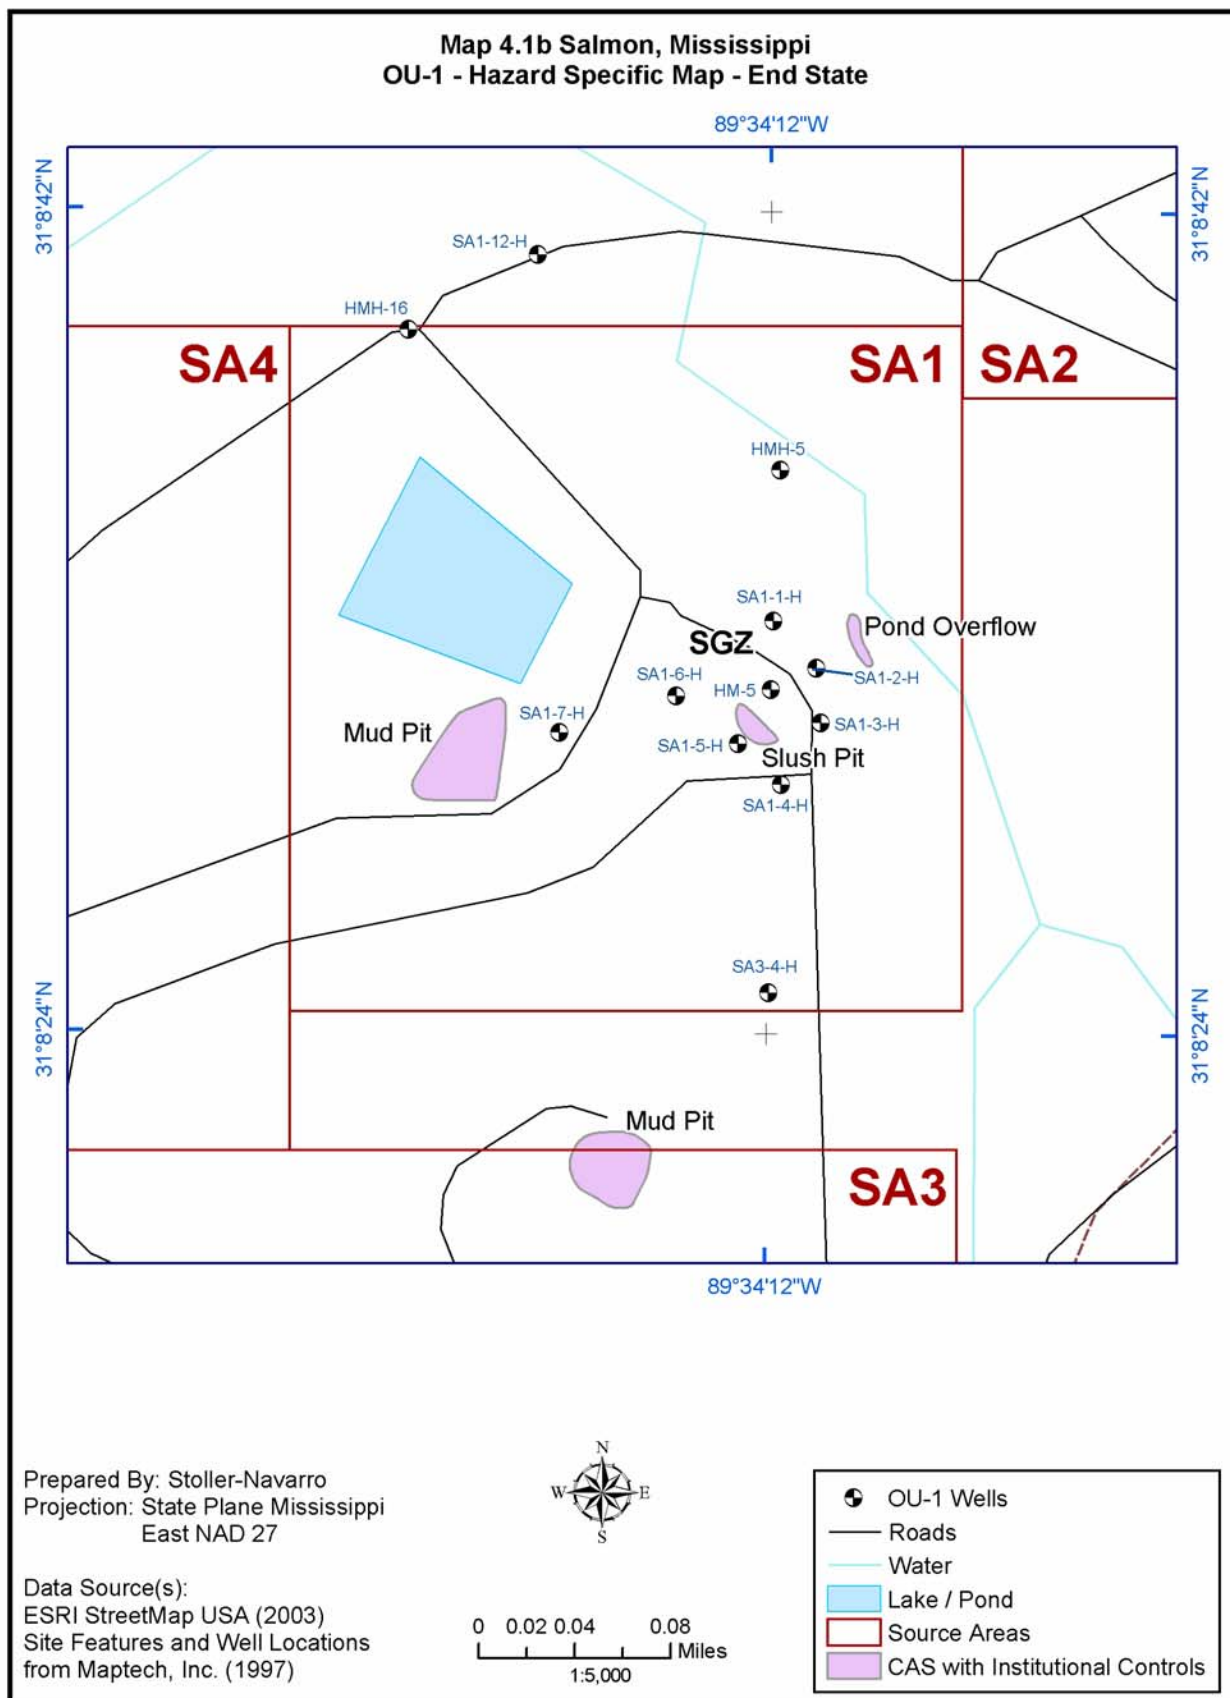 Map 4.1b Salmon, Mississippi
OU-1 - Hazard Specific Map - End State
89°34'12"W
31°8'42"N
31°8'42"N
SA1-12-H
HMH-16
SA4
SA1
SA2
HMH-5
SA1-1-H
Pond Overflow
SGZ
SA1-6-H
SA1-2-H
HM-5
SA1-7-H
SA1-3-H
Mud Pit
SA1-5-H
Slush Pit
SA1-4-H
SA3-4-H
31°8'24"N
31°8'24"N
Mud Pit
SA3
89°34'12"W
Prepared By: Stoller-Navarro
Projection: State Plane Mississippi
East NAD 27
Data Source(s):
ESRI StreetMap USA (2003)
Site Features and Well Locations
from Maptech, Inc. (1997)
N
W E
S
0 0.02 0.04 0.08
Miles
1:5,000
OU-1 Wells
Roads
Water
Lake / Pond
Source Areas
CAS with Institutional Controls